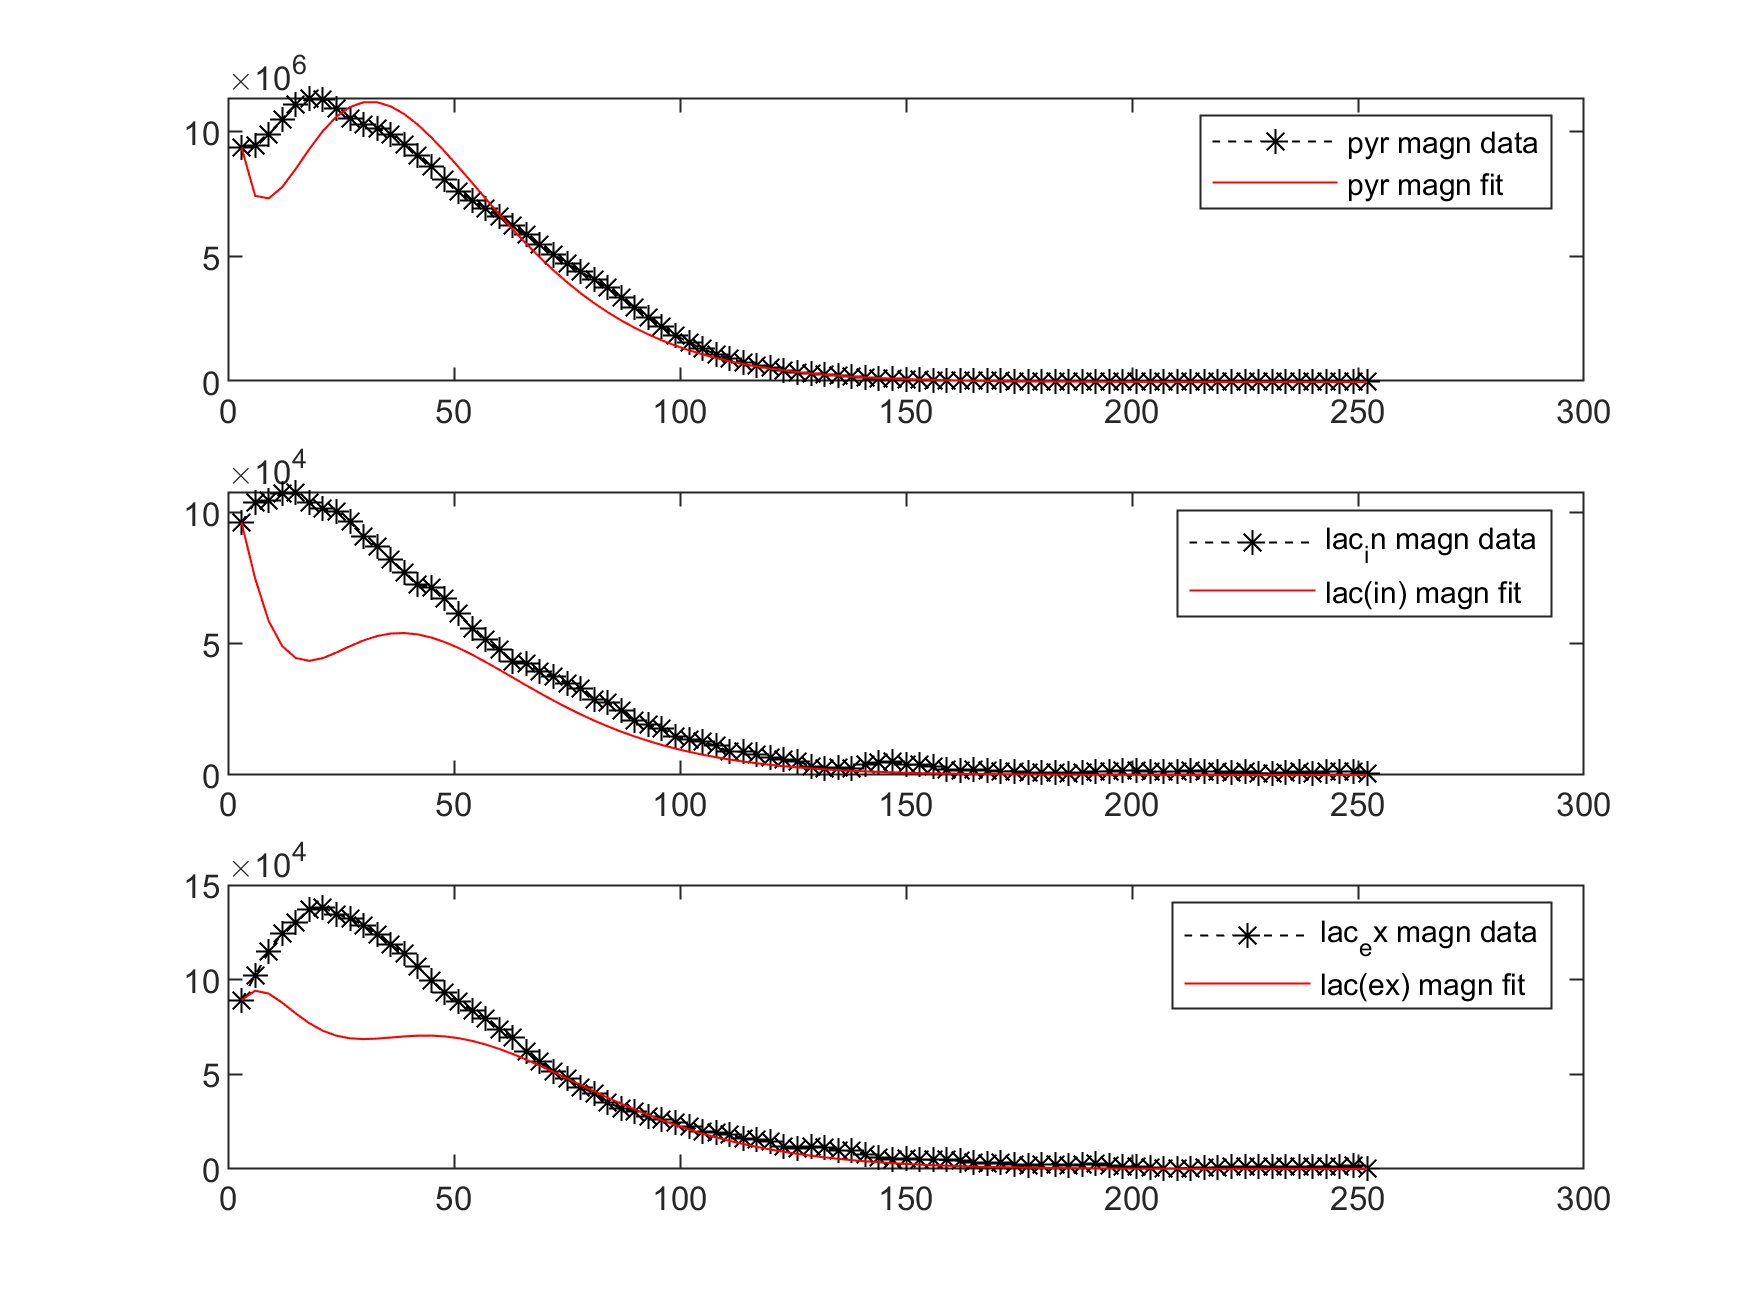 ×10^6
10
5
0
0 50 100 150 200 250 300
pyr magn data
pyr magn fit
×10^4
10
5
0
0 50 100 150 200 250 300
lac_in magn data
lac(in) magn fit
×10^4
15
10
5
0
0 50 100 150 200 250 300
lac_ex magn data
lac(ex) magn fit